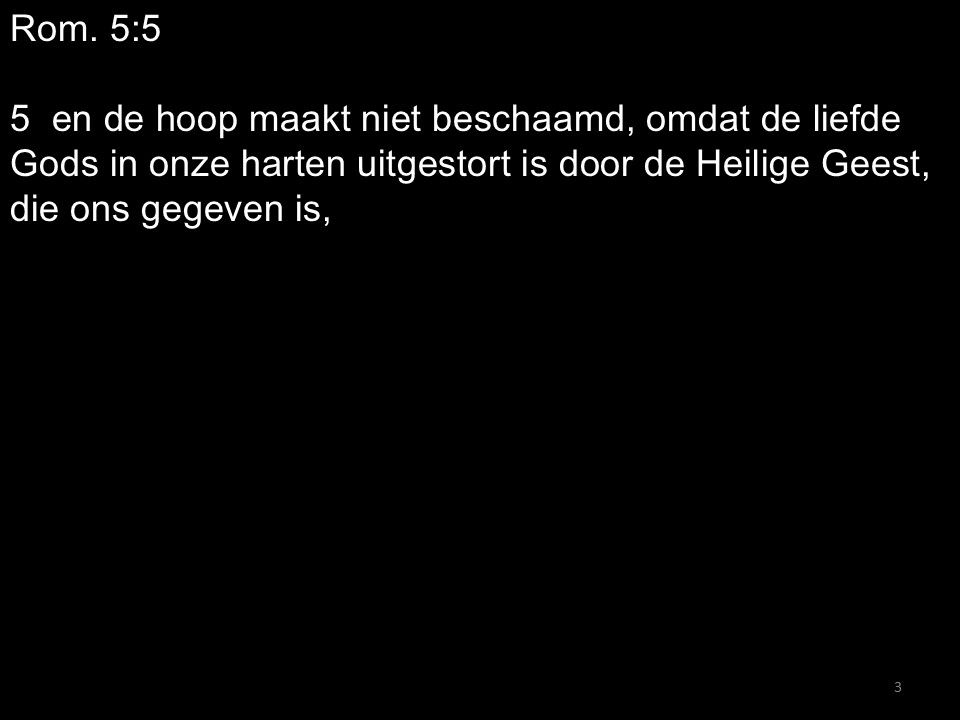 Rom. 5:5
5 en de hoop maakt niet beschaamd, omdat de liefde
Gods in onze harten uitgestort is door de Heilige Geest,
die ons gegeven is,
3